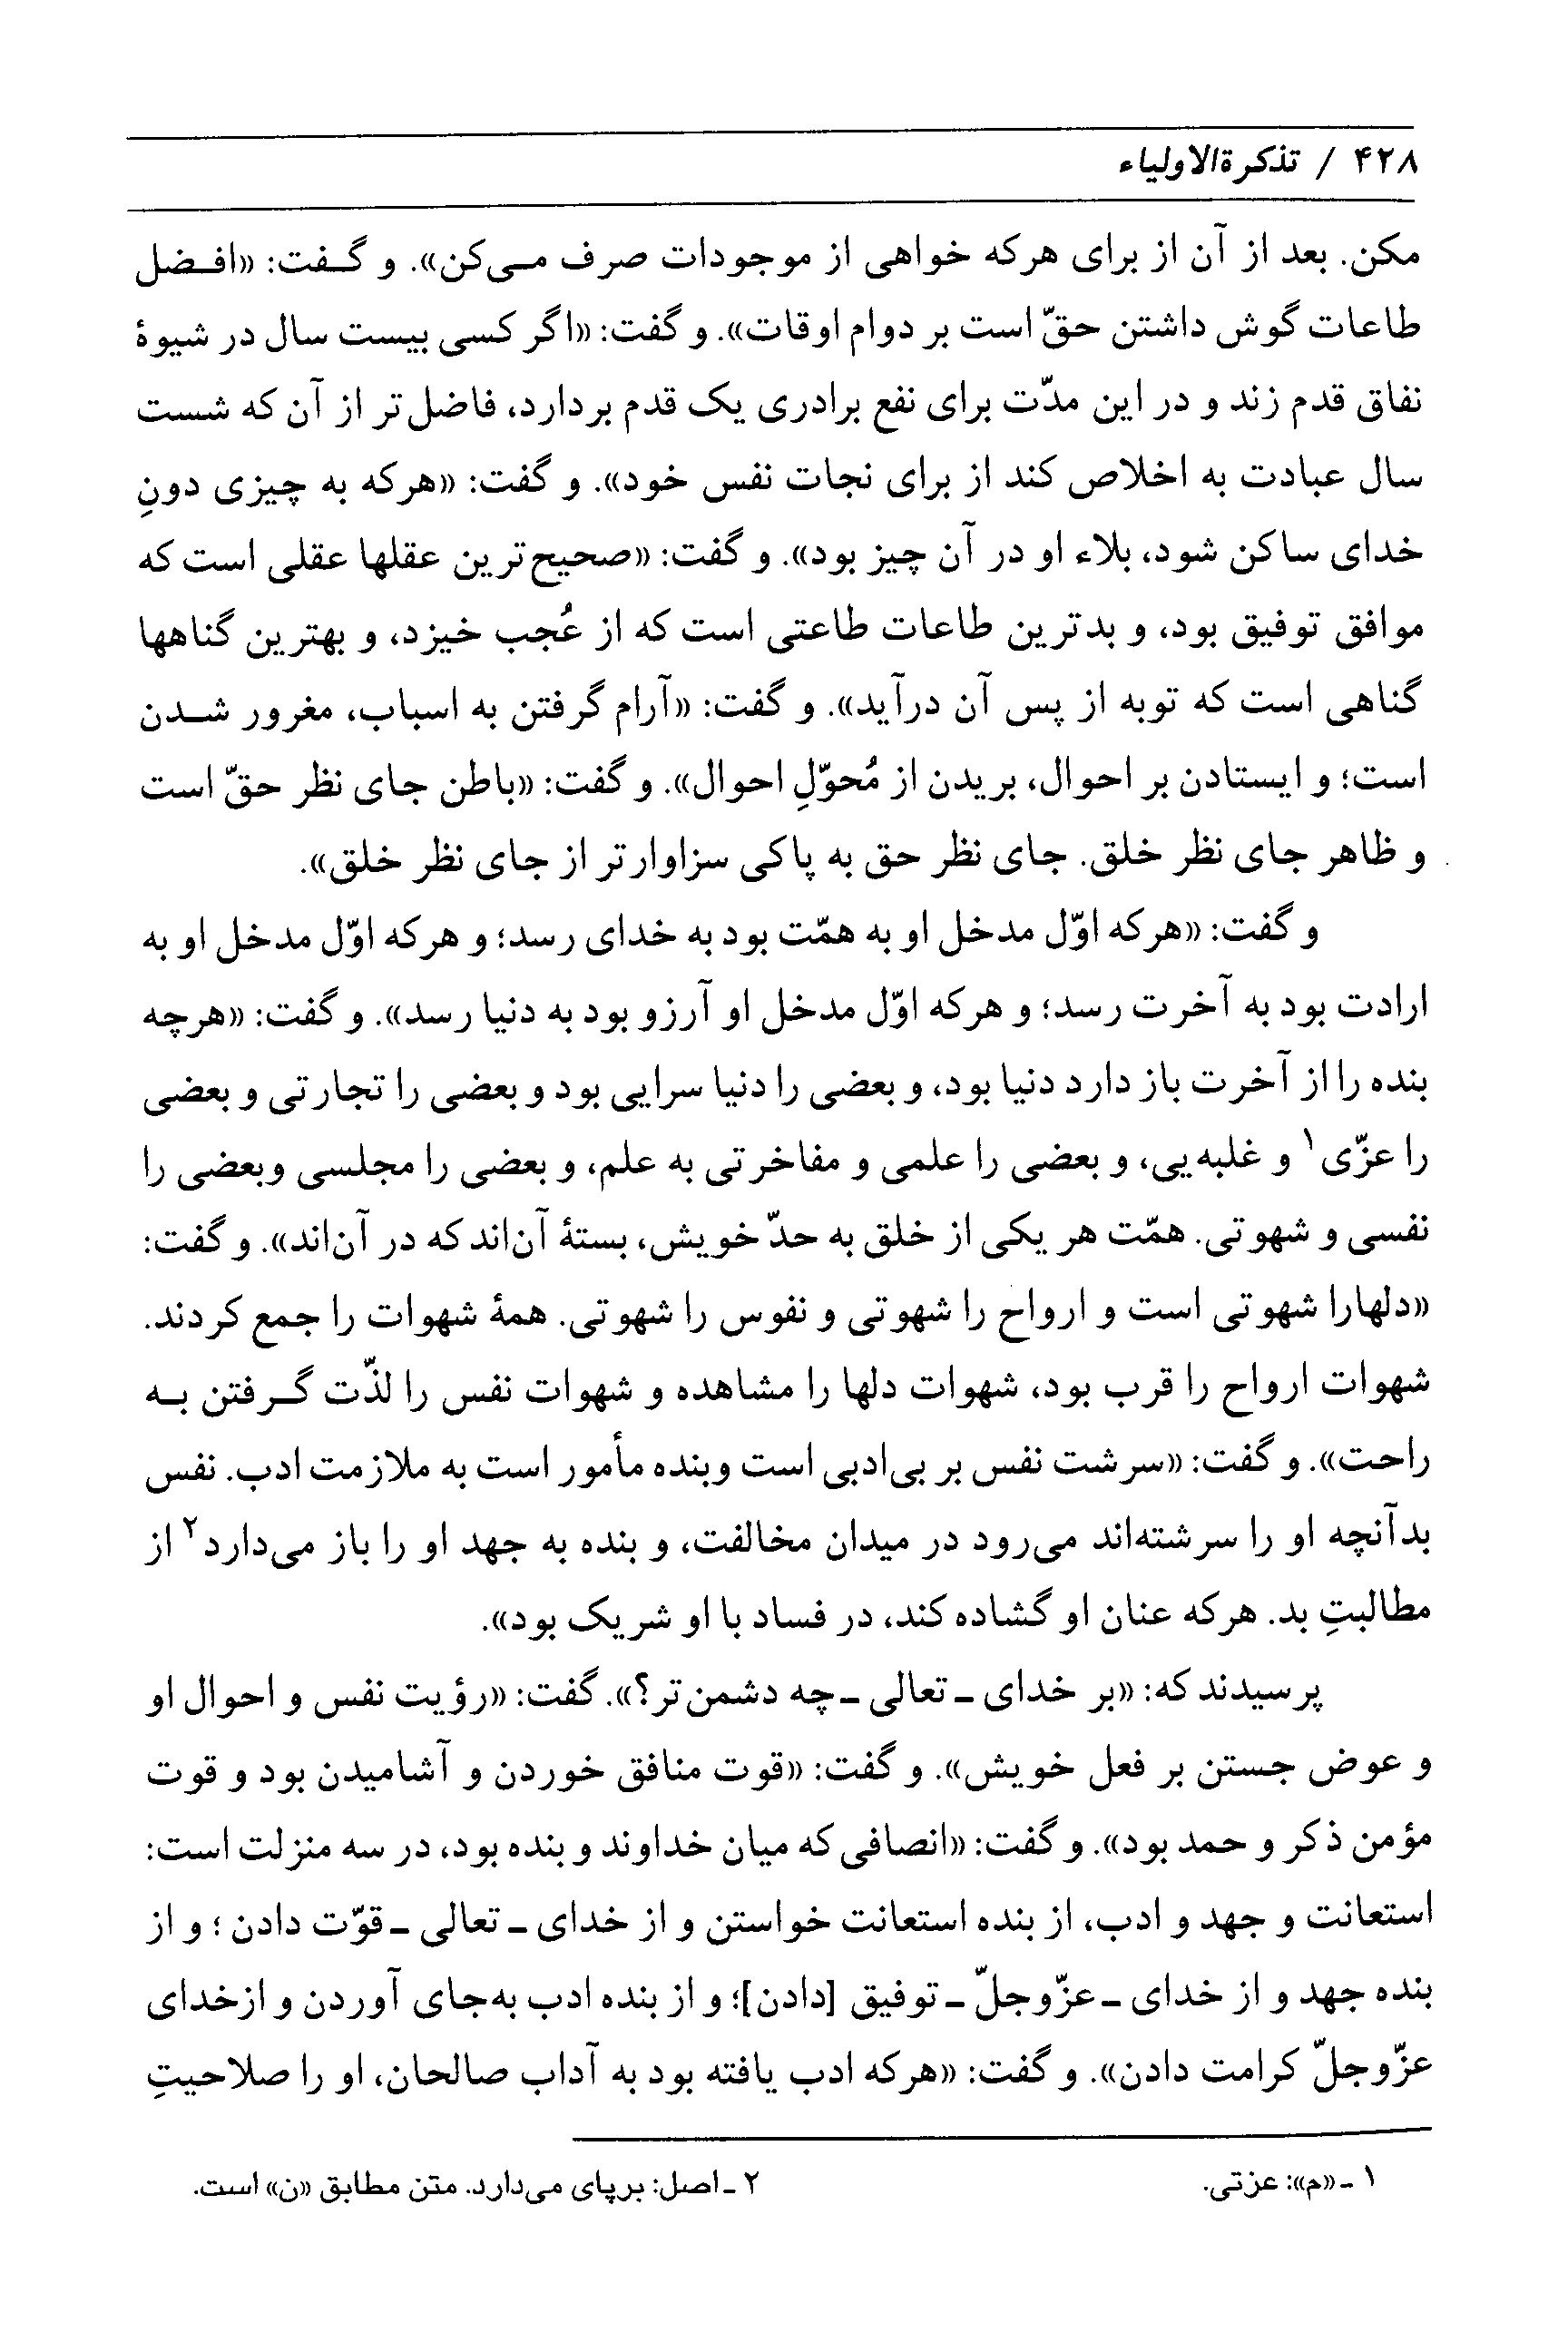 ۴۲۸ / تذکرةالاولیاء
مکن. بعد از آن از برای هرکه خواهی از موجودات صرف می‌کن». و گفت: «افضل
طاعات گوش داشتن حقّ است بر دوام اوقات». و گفت: «اگر کسی بیست سال در شیوهٔ
نفاق قدم زند و در این مدّت برای نفع برادری یک قدم بردارد، فاضل‌تر از آن که شست
سال عبادت به اخلاص کند از برای نجات نفس خود». و گفت: «هرکه به چیزی دونِ
خدای ساکن شود، بلاء او در آن چیز بود». و گفت: «صحیح‌ترین عقلها عقلی است که
موافق توفیق بود، و بدترین طاعات طاعتی است که از عُجب خیزد، و بهترین گناهها
گناهی است که توبه از پس آن درآید». و گفت: «آرام گرفتن به اسباب، مغرور شدن
است؛ و ایستادن بر احوال، بریدن از مُحوّلِ احوال». و گفت: «باطن جای نظر حقّ است
و ظاهر جای نظر خلق. جای نظر حق به پاکی سزاوارتر از جای نظر خلق».
و گفت: «هرکه اوّل مدخل او به همّت بود به خدای رسد؛ و هرکه اوّل مدخل او به
ارادت بود به آخرت رسد؛ و هرکه اوّل مدخل او آرزو بود به دنیا رسد». و گفت: «هرچه
بنده را از آخرت باز دارد دنیا بود، و بعضی را دنیا سرایی بود و بعضی را تجارتی و بعضی
را عزّی۱ و غلبه‌یی، و بعضی را علمی و مفاخرتی به علم، و بعضی را مجلسی وبعضی را
نفسی و شهوتی. همّت هر یکی از خلق به حدّ خویش، بستهٔ آن‌اند که در آن‌اند». و گفت:
«دلهارا شهوتی است و ارواح را شهوتی و نفوس را شهوتی. همهٔ شهوات را جمع کردند.
شهوات ارواح را قرب بود، شهوات دلها را مشاهده و شهوات نفس را لذّت گرفتن به
راحت». و گفت: «سرشت نفس بر بی‌ادبی است وبنده مأمور است به ملازمت ادب. نفس
بدآنچه او را سرشته‌اند می‌رود در میدان مخالفت، و بنده به جهد او را باز می‌دارد۲ از
مطالبتِ بد. هرکه عنان او گشاده کند، در فساد با او شریک بود».
پرسیدند که: «بر خدای ـ تعالی ـ چه دشمن‌تر؟». گفت: «رؤیت نفس و احوال او
و عوض جستن بر فعل خویش». و گفت: «قوت منافق خوردن و آشامیدن بود و قوت
مؤمن ذکر و حمد بود». و گفت: «انصافی که میان خداوند و بنده بود، در سه منزلت است:
استعانت و جهد و ادب، از بنده استعانت خواستن و از خدای ـ تعالی ـ قوّت دادن ؛ و از
بنده جهد و از خدای ـ عزّوجلّ ـ توفیق [دادن]؛ و از بنده ادب به‌جای آوردن و ازخدای
عزّوجلّ کرامت دادن». و گفت: «هرکه ادب یافته بود به آداب صالحان، او را صلاحیتِ
۱ ـ «م»: عزتی.
۲ ـ اصل: برپای می‌دارد. متن مطابق «ن» است.